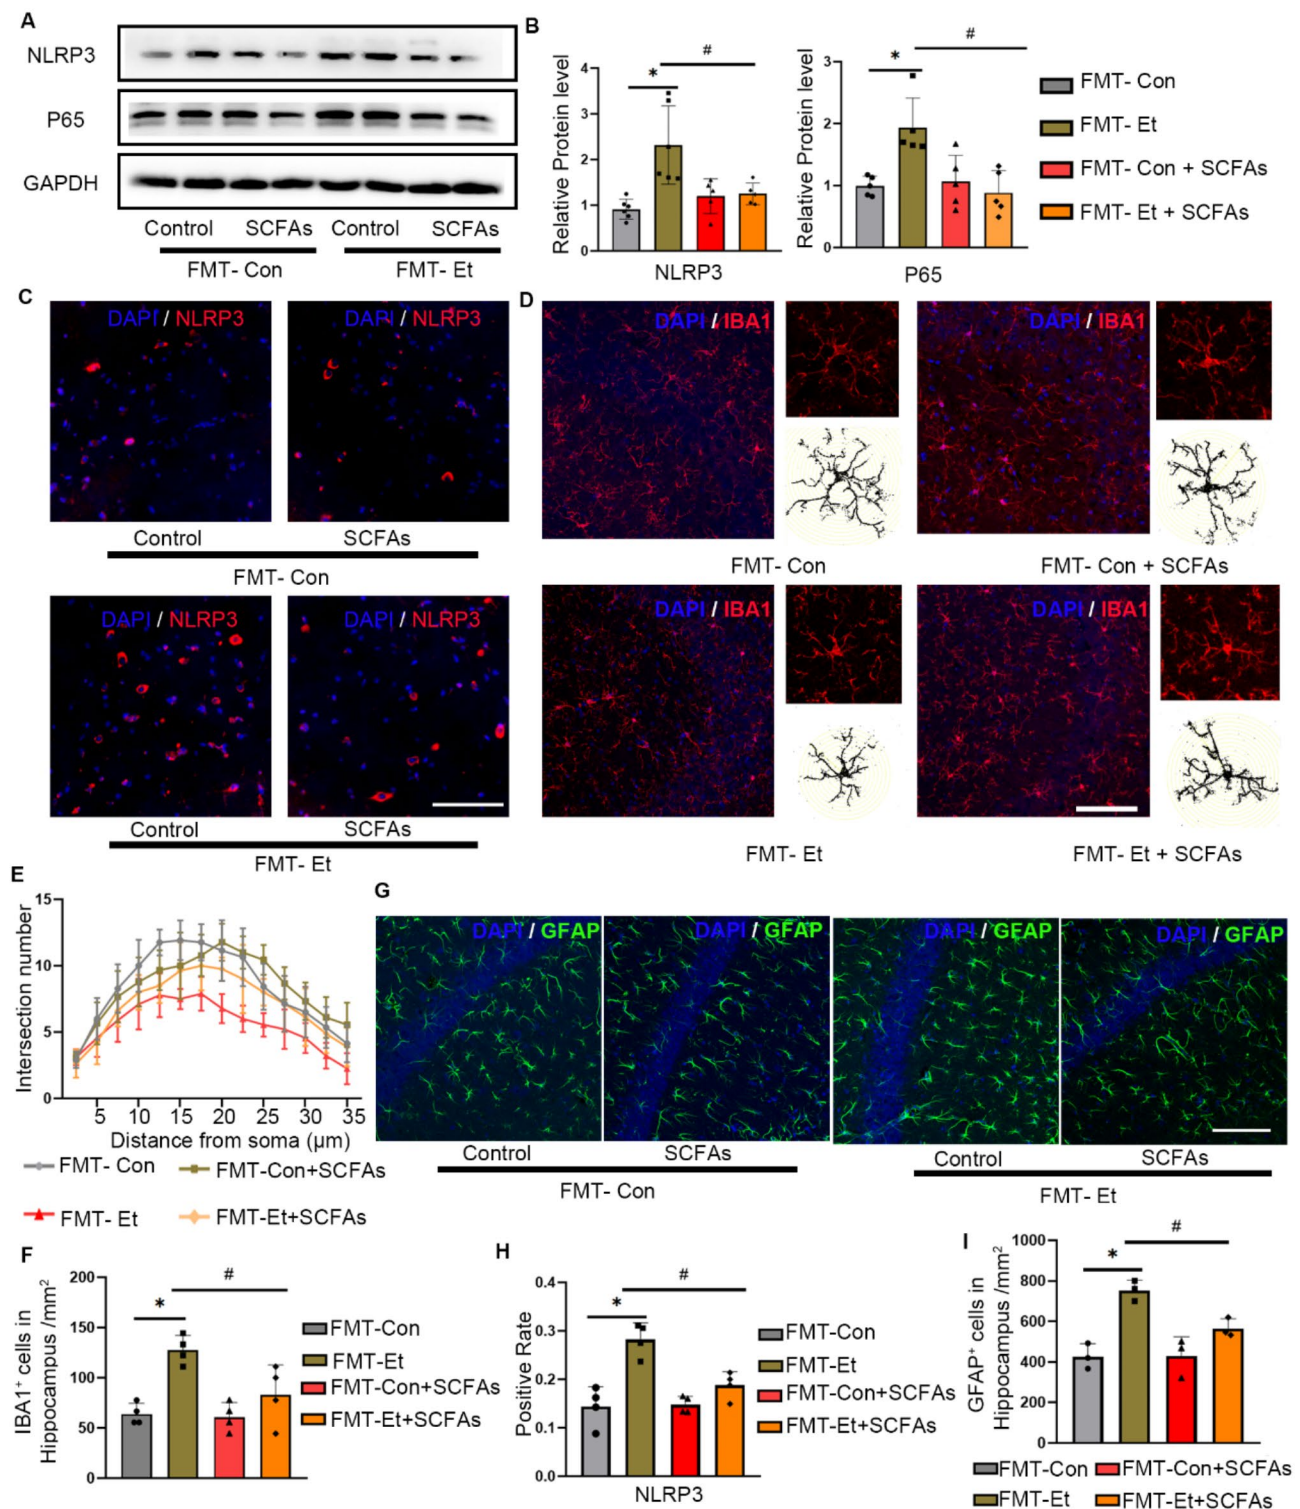 A
NLRP3
P65
GAPDH
Control SCFAs Control SCFAs
FMT- Con FMT- Et
B
Relative Protein level
4
3
2
1
0
*
#
NLRP3
Relative Protein level
3
2
1
0
*
#
P65
FMT- Con
FMT- Et
FMT- Con + SCFAs
FMT- Et + SCFAs
C
DAPI / NLRP3
DAPI / NLRP3
Control SCFAs
FMT- Con
DAPI / NLRP3
DAPI / NLRP3
Control SCFAs
FMT- Et
D
DAPI / IBA1
DAPI / IBA1
FMT- Con
FMT- Con + SCFAs
DAPI / IBA1
DAPI / IBA1
FMT- Et
FMT- Et + SCFAs
E
Intersection number
15
10
5
0
5 10 15 20 25 30 35
Distance from soma (μm)
FMT- Con
FMT-Con+SCFAs
FMT- Et
FMT-Et+SCFAs
G
DAPI / GFAP
DAPI / GFAP
DAPI / GFAP
DAPI / GFAP
Control SCFAs Control SCFAs
FMT- Con FMT- Et
F
IBA1+ cells in
Hippocampus /mm2
200
150
100
50
0
*
#
FMT-Con
FMT-Et
FMT-Con+SCFAs
FMT-Et+SCFAs
H
Positive Rate
0.4
0.3
0.2
0.1
0.0
*
#
NLRP3
FMT-Con
FMT-Et
FMT-Con+SCFAs
FMT-Et+SCFAs
I
GFAP+ cells in
Hippocampus /mm2
1000
800
600
400
200
0
*
#
FMT-Con FMT-Con+SCFAs
FMT-Et FMT-Et+SCFAs